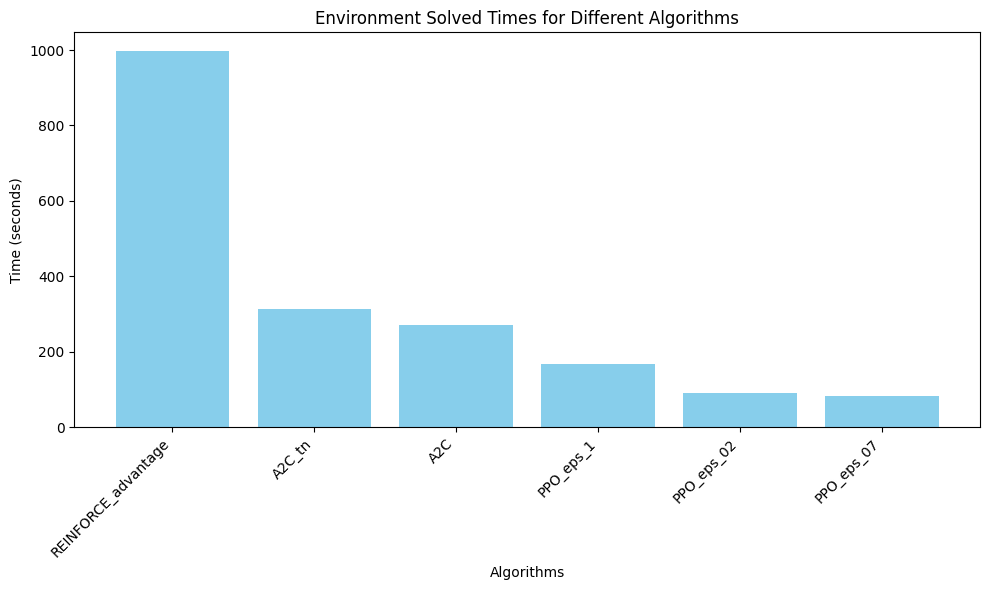 Environment Solved Times for Different Algorithms
Time (seconds)
1000
800
600
400
200
0
REINFORCE_advantage
A2C_tn
A2C
PPO_eps_1
PPO_eps_02
PPO_eps_07
Algorithms